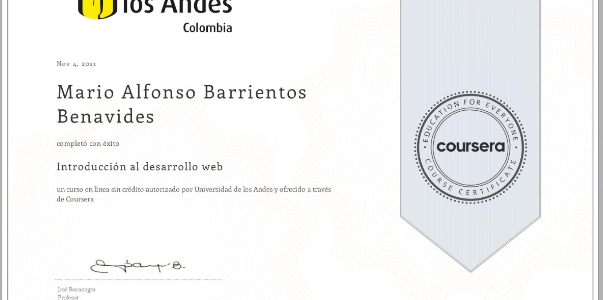 los Andes
Colombia
Nov 4, 2021
Mario Alfonso Barrientos
Benavides
completó con éxito
Introducción al desarrollo web
un curso en línea sin crédito autorizado por Universidad de los Andes y ofrecido a través
de Coursera
EDUCATION FOR EVERYONE
coursera
COURSE CERTIFICATE
José Bocanegra
Profesor